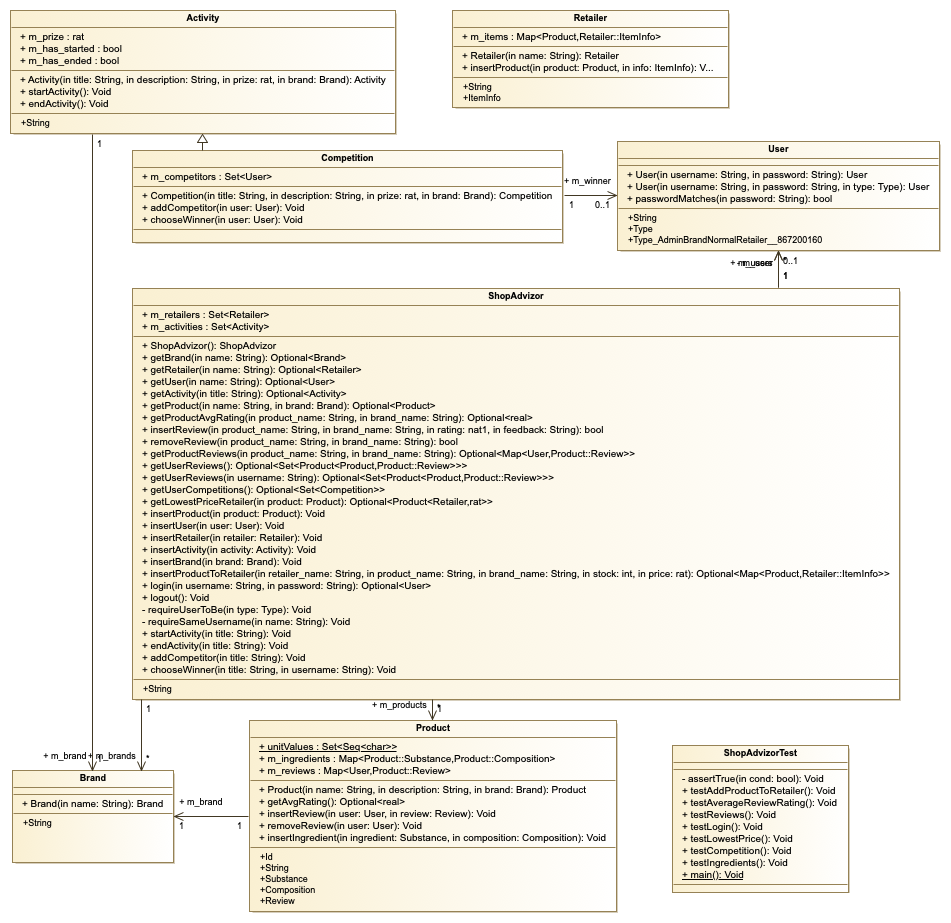 Activity
+ m_prize : rat
+ m_has_started : bool
+ m_has_ended : bool
+ Activity(in title: String, in description: String, in prize: rat, in brand: Brand): Activity
+ startActivity(): Void
+ endActivity(): Void
+String
Retailer
+ m_items : Map<Product,Retailer::ItemInfo>
+ Retailer(in name: String): Retailer
+ insertProduct(in product: Product, in info: ItemInfo): V...
+String
+ItemInfo
1
Competition
+ m_competitors : Set<User>
+ Competition(in title: String, in description: String, in prize: rat, in brand: Brand): Competition
+ addCompetitor(in user: User): Void
+ chooseWinner(in user: User): Void
+ m_winner
1
0..1
User
+ User(in username: String, in password: String): User
+ User(in username: String, in password: String, in type: Type): User
+ passwordMatches(in password: String): bool
+String
+Type
+Type_AdminBrandNormalRetailer__867200160
0..1
1
ShopAdvizor
+ m_retailers : Set<Retailer>
+ m_activities : Set<Activity>
+ ShopAdvizor(): ShopAdvizor
+ getBrand(in name: String): Optional<Brand>
+ getRetailer(in name: String): Optional<Retailer>
+ getUser(in name: String): Optional<User>
+ getActivity(in title: String): Optional<Activity>
+ getProduct(in name: String, in brand: Brand): Optional<Product>
+ getProductAvgRating(in product_name: String, in brand_name: String): Optional<real>
+ insertReview(in product_name: String, in brand_name: String, in rating: nat1, in feedback: String): bool
+ removeReview(in product_name: String, in brand_name: String): bool
+ getProductReviews(in product_name: String, in brand_name: String): Optional<Map<User,Product::Review>>
+ getUserReviews(): Optional<Set<Product<Product,Product::Review>>>
+ getUserReviews(in username: String): Optional<Set<Product<Product,Product::Review>>>
+ getUserCompetitions(): Optional<Set<Competition>>
+ getLowestPriceRetailer(in product: Product): Optional<Product<Retailer,rat>>
+ insertProduct(in product: Product): Void
+ insertUser(in user: User): Void
+ insertRetailer(in retailer: Retailer): Void
+ insertActivity(in activity: Activity): Void
+ insertBrand(in brand: Brand): Void
+ insertProductToRetailer(in retailer_name: String, in product_name: String, in brand_name: String, in stock: int, in price: rat): Optional<Map<Product,Retailer::ItemInfo>>
+ login(in username: String, in password: String): Optional<User>
+ logout(): Void
- requireUserToBe(in type: Type): Void
- requireSameUsername(in name: String): Void
+ startActivity(in title: String): Void
+ endActivity(in title: String): Void
+ addCompetitor(in title: String): Void
+ chooseWinner(in title: String, in username: String): Void
+String
1
+ m_products
1
+ m_brand
+ m_brands
*
Brand
+ Brand(in name: String): Brand
+String
+ m_brand
1
1
Product
+ unitValues : Set<Seq<char>>
+ m_ingredients : Map<Product::Substance,Product::Composition>
+ m_reviews : Map<User,Product::Review>
+ Product(in name: String, in description: String, in brand: Brand): Product
+ getAvgRating(): Optional<real>
+ insertReview(in user: User, in review: Review): Void
+ removeReview(in user: User): Void
+ insertIngredient(in ingredient: Substance, in composition: Composition): Void
+Id
+String
+Substance
+Composition
+Review
ShopAdvizorTest
- assertTrue(in cond: bool): Void
+ testAddProductToRetailer(): Void
+ testAverageReviewRating(): Void
+ testReviews(): Void
+ testLogin(): Void
+ testLowestPrice(): Void
+ testCompetition(): Void
+ testIngredients(): Void
+ main(): Void